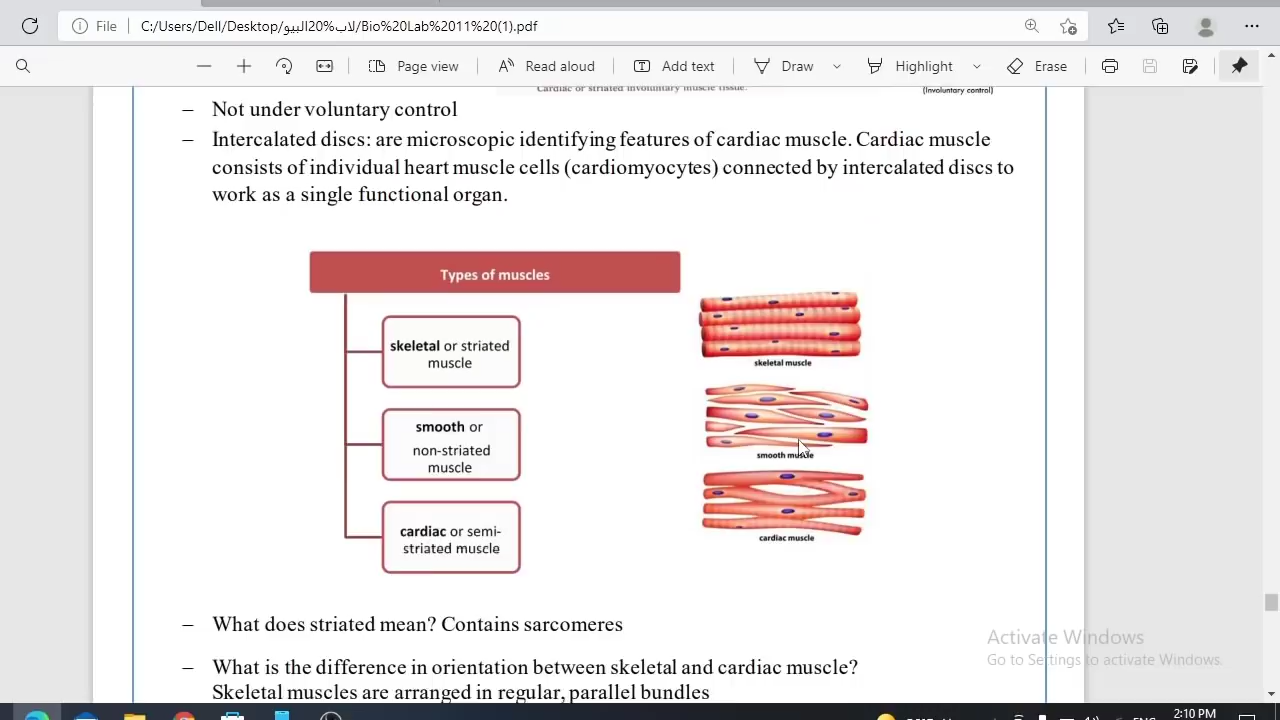 File
C:/Users/Dell/Desktop/لاب%20البيو/Bio%20Lab%2011%20(1).pdf
Page view
Read aloud
Add text
Draw
Highlight
Erase
Cardiac or striated involuntary muscle tissue.
(Involuntary control)
– Not under voluntary control
– Intercalated discs: are microscopic identifying features of cardiac muscle. Cardiac muscle
consists of individual heart muscle cells (cardiomyocytes) connected by intercalated discs to
work as a single functional organ.
Types of muscles
skeletal or striated
muscle
smooth or
non-striated
muscle
cardiac or semi-
striated muscle
skeletal muscle
smooth muscle
cardiac muscle
– What does striated mean? Contains sarcomeres
– What is the difference in orientation between skeletal and cardiac muscle?
Skeletal muscles are arranged in regular, parallel bundles
Activate Windows
Go to Settings to activate Windows.
2:10 PM